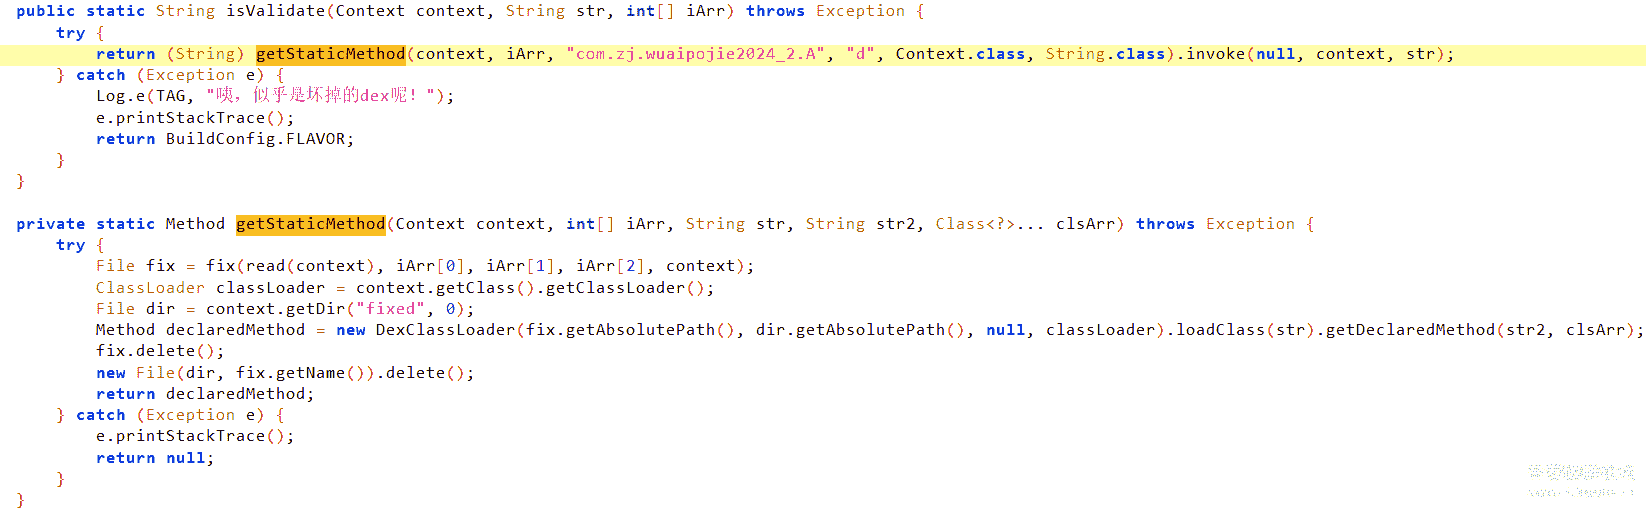 public static String isValidate(Context context, String str, int[] iArr) throws Exception {
try {
return (String) getStaticMethod(context, iArr, "com.zj.wuaipojie2024_2.A", "d", Context.class, String.class).invoke(null, context, str);
} catch (Exception e) {
Log.e(TAG, "咦，似乎是坏掉的dex呢！");
e.printStackTrace();
return BuildConfig.FLAVOR;
}
}
private static Method getStaticMethod(Context context, int[] iArr, String str, String str2, Class<?>... clsArr) throws Exception {
try {
File fix = fix(read(context), iArr[0], iArr[1], iArr[2], context);
ClassLoader classLoader = context.getClass().getClassLoader();
File dir = context.getDir("fixed", 0);
Method declaredMethod = new DexClassLoader(fix.getAbsolutePath(), dir.getAbsolutePath(), null, classLoader).loadClass(str).getDeclaredMethod(str2, clsArr);
fix.delete();
new File(dir, fix.getName()).delete();
return declaredMethod;
} catch (Exception e) {
e.printStackTrace();
return null;
}
}